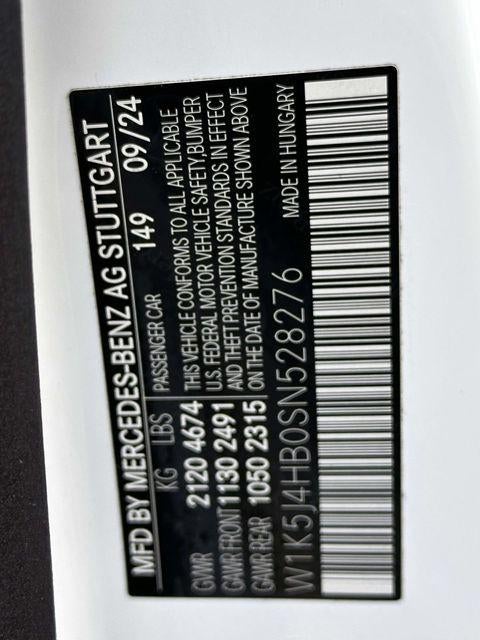 MFD BY MERCEDES-BENZ AG STUTTGART
149 09/24
KG LBS PASSENGER CAR
GWR 2120 4674 THIS VEHICLE CONFORMS TO ALL APPLICABLE
GAWR FRONT 1130 2491 U.S. FEDERAL MOTOR VEHICLE SAFETY, BUMPER
GAWR REAR 1050 2315 AND THEFT PREVENTION STANDARDS IN EFFECT
ON THE DATE OF MANUFACTURE SHOWN ABOVE
W1K5J4HB0SN528276 MADE IN HUNGARY